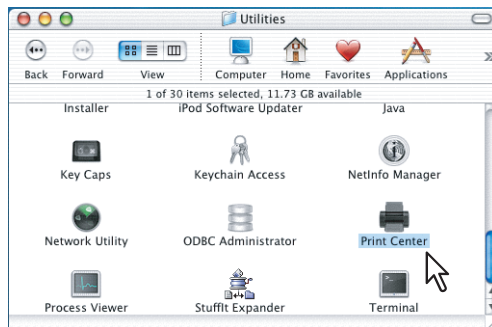 Utilities
Back Forward View Computer Home Favorites Applications
1 of 30 items selected, 11.73 GB available
Installer iPod Software Updater Java
Key Caps Keychain Access NetInfo Manager
Network Utility ODBC Administrator Print Center
Process Viewer StuffIt Expander Terminal